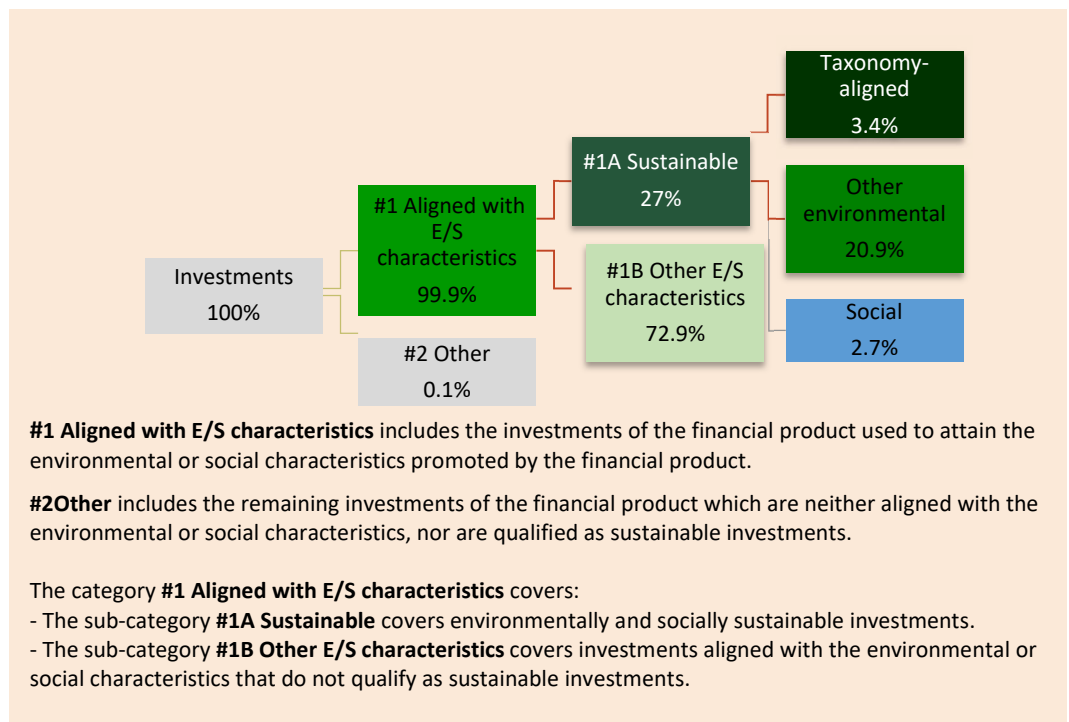 Taxonomy-
aligned
3.4%
#1A Sustainable
27%
Other
environmental
20.9%
#1 Aligned with
E/S
characteristics
99.9%
#1B Other E/S
characteristics
72.9%
Investments
100%
Social
2.7%
#2 Other
0.1%
#1 Aligned with E/S characteristics includes the investments of the financial product used to attain the
environmental or social characteristics promoted by the financial product.
#2Other includes the remaining investments of the financial product which are neither aligned with the
environmental or social characteristics, nor are qualified as sustainable investments.
The category #1 Aligned with E/S characteristics covers:
- The sub-category #1A Sustainable covers environmentally and socially sustainable investments.
- The sub-category #1B Other E/S characteristics covers investments aligned with the environmental or
social characteristics that do not qualify as sustainable investments.